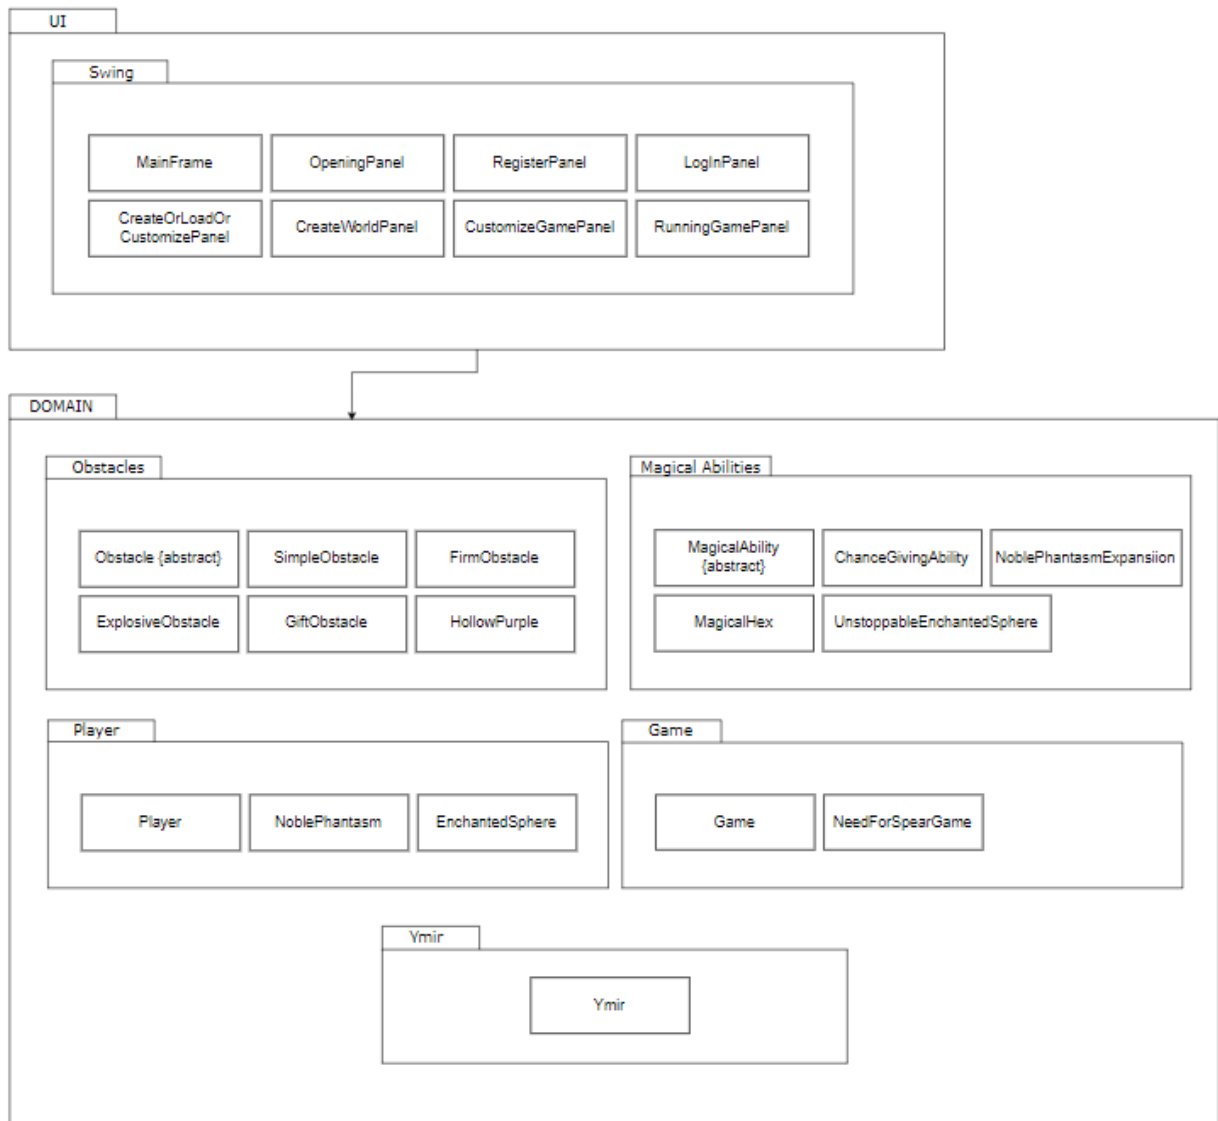 UI
Swing
MainFrame
OpeningPanel
RegisterPanel
LogInPanel
CreateOrLoadOr
CustomizePanel
CreateWorldPanel
CustomizeGamePanel
RunningGamePanel
DOMAIN
Obstacles
Obstacle {abstract}
SimpleObstacle
FirmObstacle
ExplosiveObstacle
GiftObstacle
HollowPurple
Magical Abilities
MagicalAbility
{abstract}
ChanceGivingAbility
NoblePhantasmExpansiion
MagicalHex
UnstoppableEnchantedSphere
Player
Player
NoblePhantasm
EnchantedSphere
Game
Game
NeedForSpearGame
Ymir
Ymir